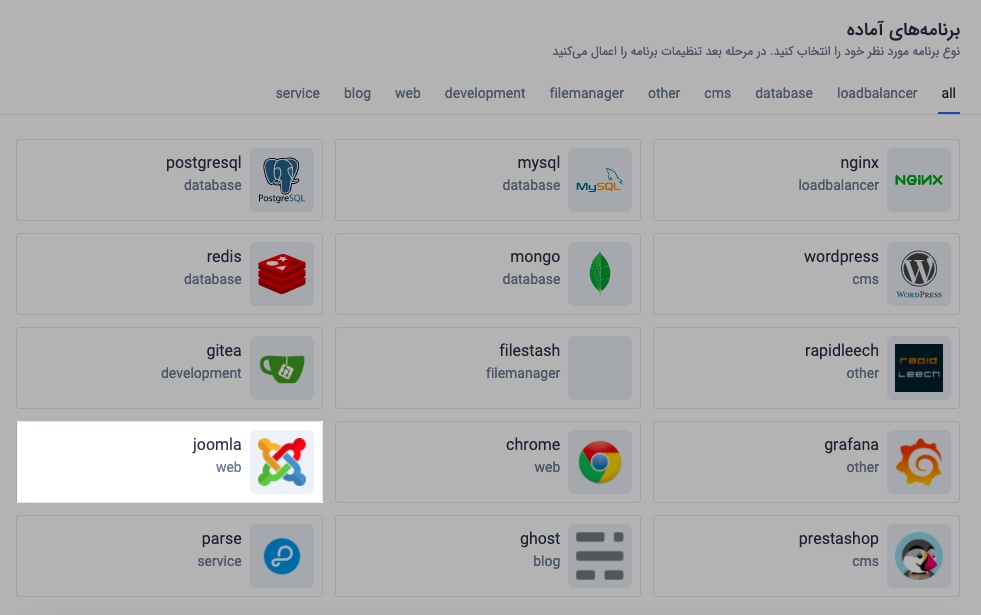 برنامه‌های آماده
نوع برنامه مورد نظر خود را انتخاب کنید. در مرحله بعد تنظیمات برنامه را اعمال می‌کنید
all loadbalancer database cms other filemanager development web blog service
nginx
loadbalancer
NGINX
mysql
database
MySQL
postgresql
database
PostgreSQL
wordpress
cms
WORDPRESS
mongo
database
redis
database
rapidleech
other
RAPID
LEECH
filestash
filemanager
gitea
development
grafana
other
chrome
web
joomla
web
prestashop
cms
ghost
blog
parse
service